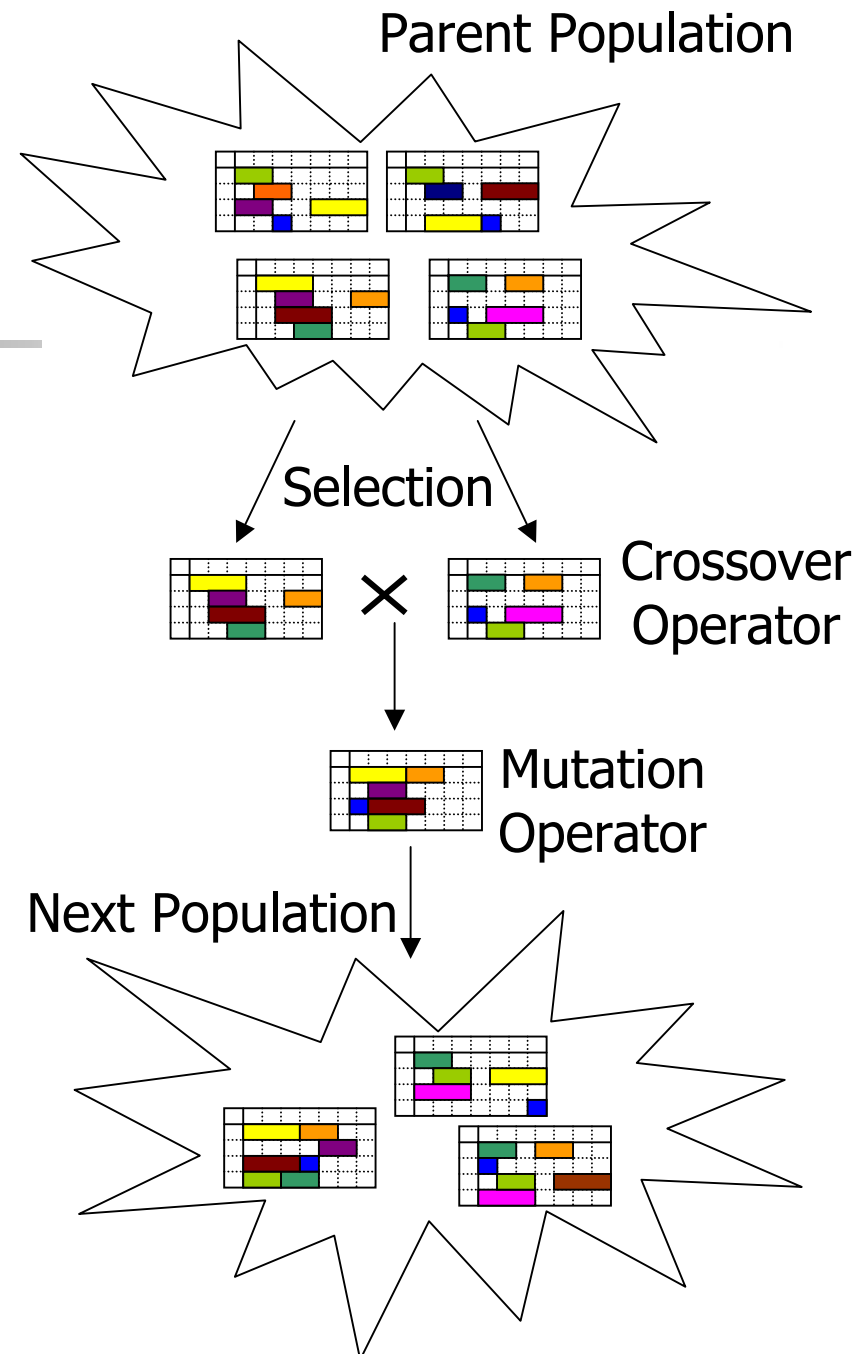 Parent Population
Selection
Crossover
Operator
Mutation
Operator
Next Population